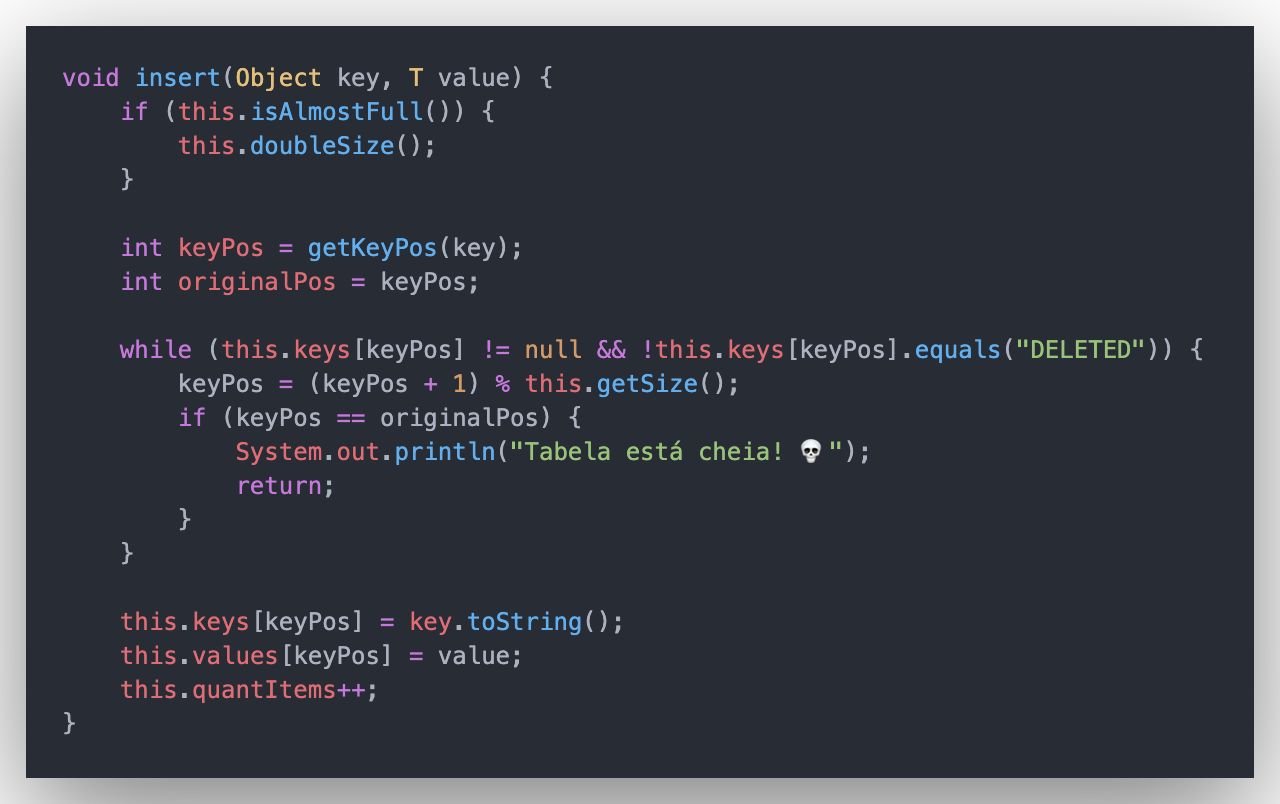 void insert(Object key, T value) {
    if (this.isAlmostFull()) {
        this.doubleSize();
    }

    int keyPos = getKeyPos(key);
    int originalPos = keyPos;

    while (this.keys[keyPos] != null && !this.keys[keyPos].equals("DELETED")) {
        keyPos = (keyPos + 1) % this.getSize();
        if (keyPos == originalPos) {
            System.out.println("Tabela está cheia! 💀");
            return;
        }
    }

    this.keys[keyPos] = key.toString();
    this.values[keyPos] = value;
    this.quantItems++;
}